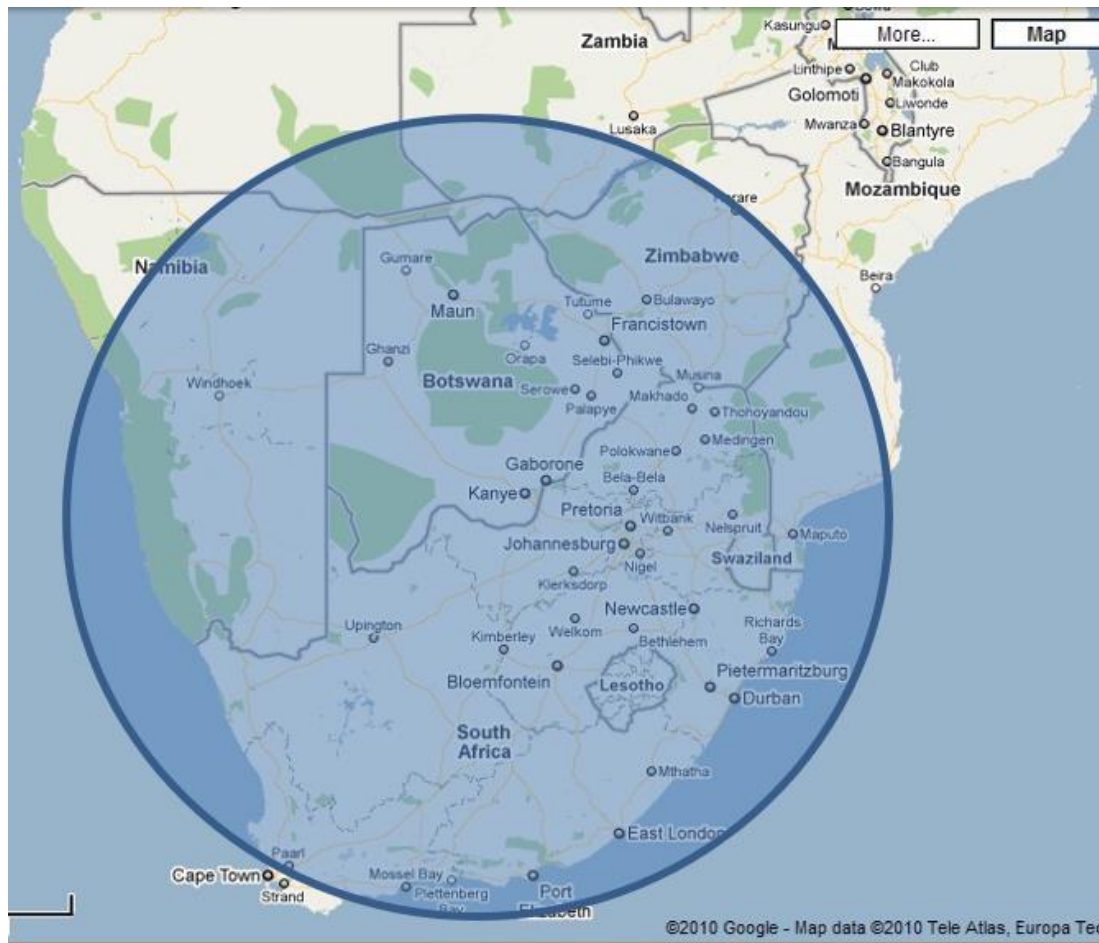 Kasungu
More...
Map
Zambia
Linthipe
Club
Makokola
Golomoti
Liwonde
Lusaka
Mwanza
Blantyre
Bangula
Mozambique
Zimbabwe
Namibia
Gumare
Beira
Maun
Tutume
Bulawayo
Francistown
Ghanzi
Orapa
Selebi-Phikwe
Windhoek
Botswana
Serowe
Musina
Makhado
Palapye
Thohoyandou
Medingen
Polokwane
Gaborone
Bela-Bela
Kanye
Pretoria
Witbank
Nelspruit
Maputo
Johannesburg
Swaziland
Nigel
Klerksdorp
Newcastle
Richards
Bay
Upington
Welkom
Bethlehem
Kimberley
Pietermaritzburg
Bloemfontein
Lesotho
Durban
South
Africa
Mthatha
East London
Paarl
Cape Town
Strand
Mossel Bay
Plettenberg
Bay
Port
Elizabeth
©2010 Google - Map data ©2010 Tele Atlas, Europa Tec